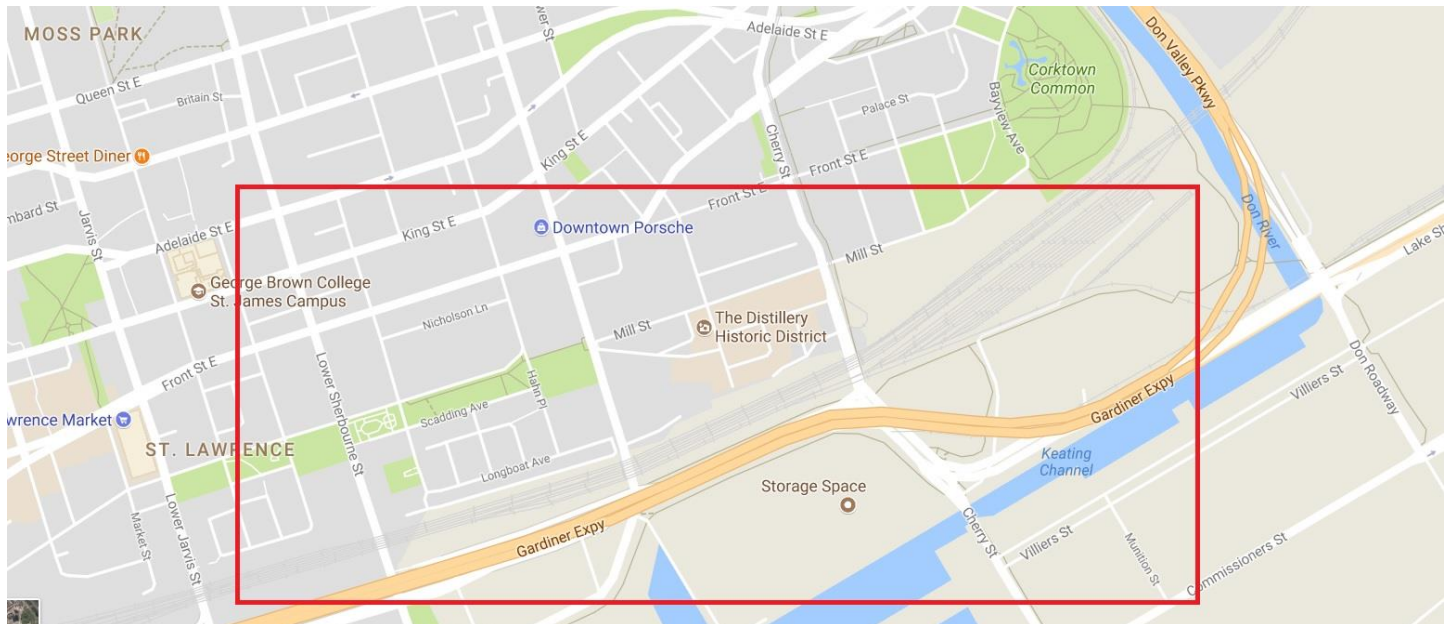 MOSS PARK
Queen St E
Britain St
Adelaide St E
Lower St
Don Valley Pkwy
Corktown
Common
Bayview Ave
Palace St
Cherry St
King St E
Front St E
eorge Street Diner
mbard St
Jarvis St
Adelaide St E
King St E
Downtown Porsche
Front St E
Mill St
Don River
Lake Sh
George Brown College
St. James Campus
Nicholson Ln
Mill St
The Distillery
Historic District
Front St E
Lower Sherbourne St
Hahn Pl
Scadding Ave
Don Roadway
Villiers St
Gardiner Expy
wrence Market
ST. LAWRENCE
Longboat Ave
Keating
Channel
Storage Space
Market St
Lower Jarvis St
Gardiner Expy
Cherry St
Villiers St
Munition St
Commissioners St